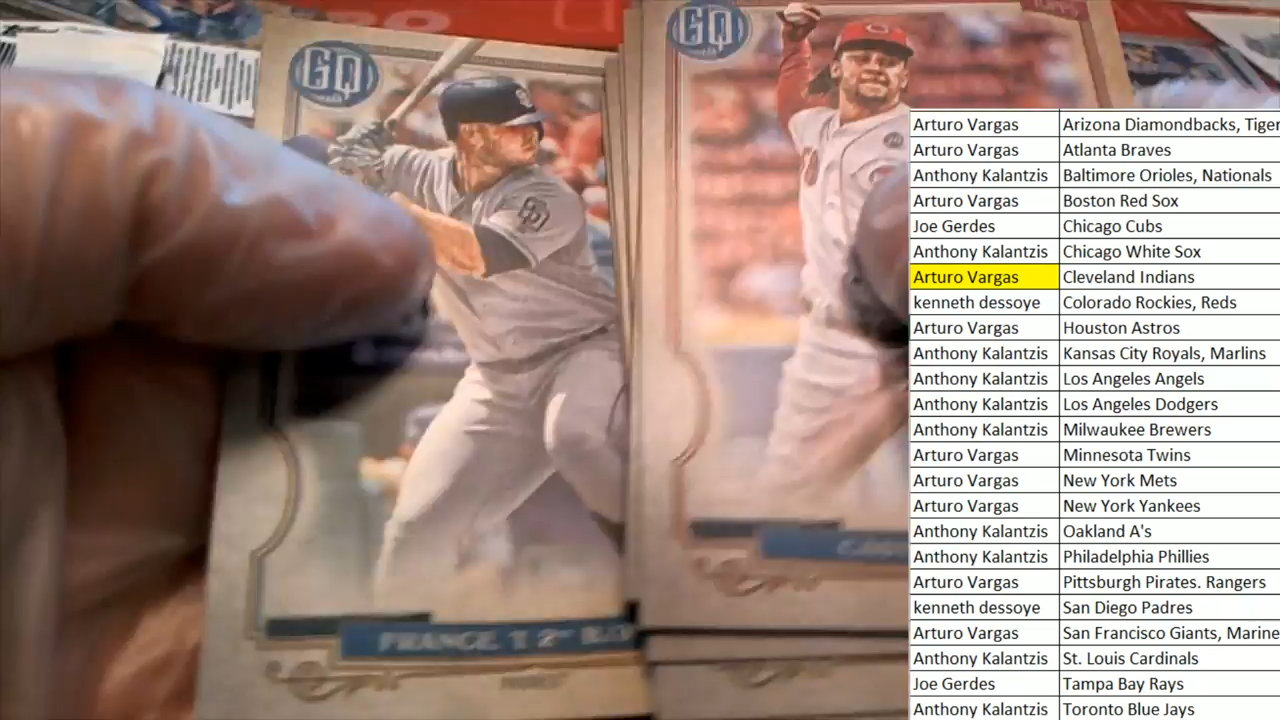 GQ
GQ
TOPPS
FRANCE, T 2ᴰ B.
Arturo Vargas Arizona Diamondbacks, Tiger
Arturo Vargas Atlanta Braves
Anthony Kalantzis Baltimore Orioles, Nationals
Arturo Vargas Boston Red Sox
Joe Gerdes Chicago Cubs
Anthony Kalantzis Chicago White Sox
Arturo Vargas Cleveland Indians
kenneth dessoye Colorado Rockies, Reds
Arturo Vargas Houston Astros
Anthony Kalantzis Kansas City Royals, Marlins
Anthony Kalantzis Los Angeles Angels
Anthony Kalantzis Los Angeles Dodgers
Anthony Kalantzis Milwaukee Brewers
Arturo Vargas Minnesota Twins
Arturo Vargas New York Mets
Arturo Vargas New York Yankees
Anthony Kalantzis Oakland A's
Anthony Kalantzis Philadelphia Phillies
Arturo Vargas Pittsburgh Pirates. Rangers
kenneth dessoye San Diego Padres
Arturo Vargas San Francisco Giants, Marine
Anthony Kalantzis St. Louis Cardinals
Joe Gerdes Tampa Bay Rays
Anthony Kalantzis Toronto Blue Jays